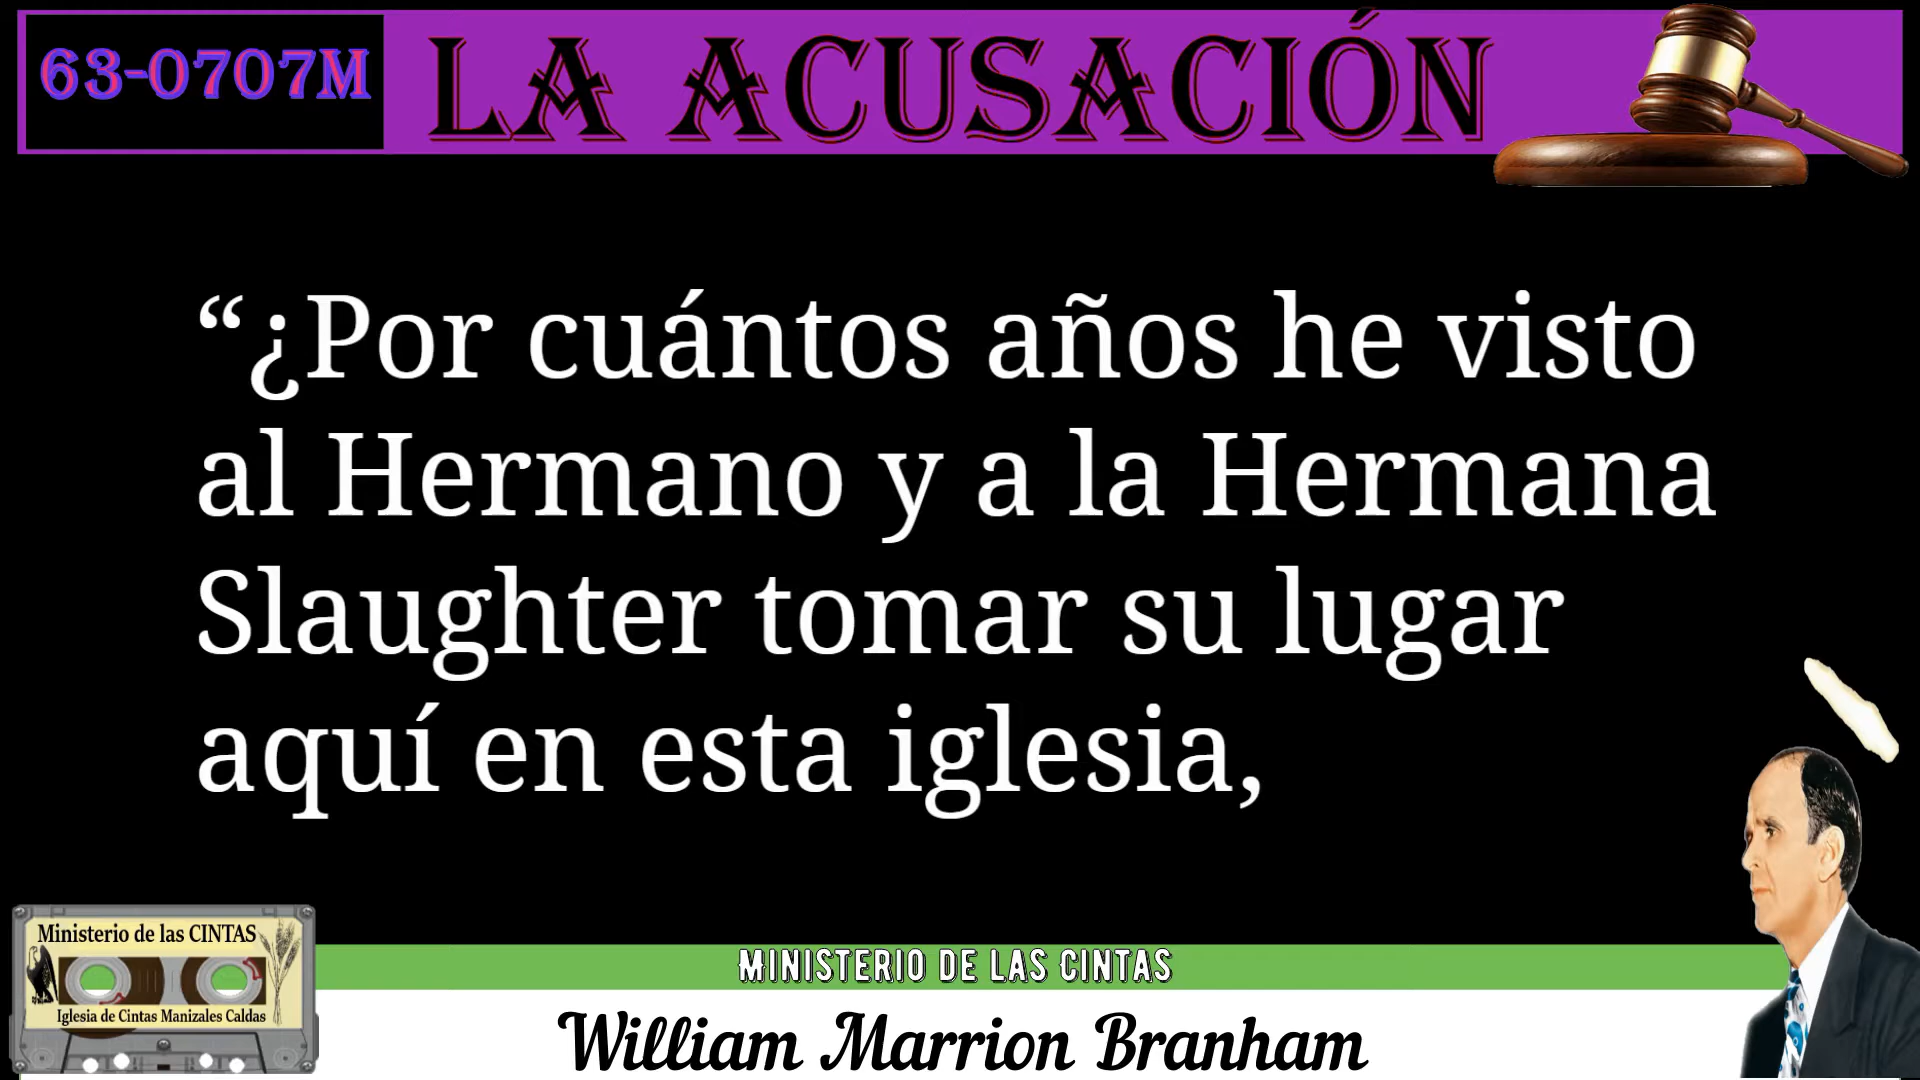 63-0707M
LA ACUSACIÓN
“¿Por cuántos años he visto
al Hermano y a la Hermana
Slaughter tomar su lugar
aquí en esta iglesia,
Ministerio de las CINTAS
Iglesia de Cintas Manizales Caldas
MINISTERIO DE LAS CINTAS
William Marrion Branham